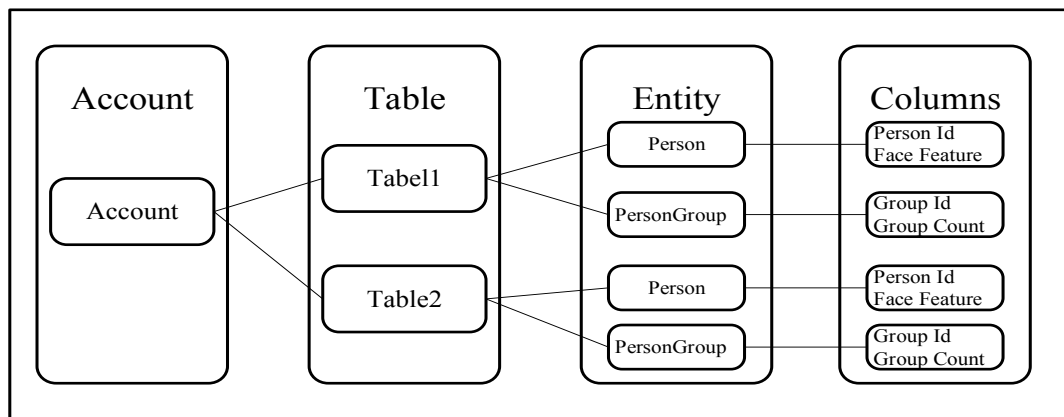 Account
Table
Entity
Columns
Account
Tabel1
Table2
Person
PersonGroup
Person
PersonGroup
Person Id
Face Feature
Group Id
Group Count
Person Id
Face Feature
Group Id
Group Count